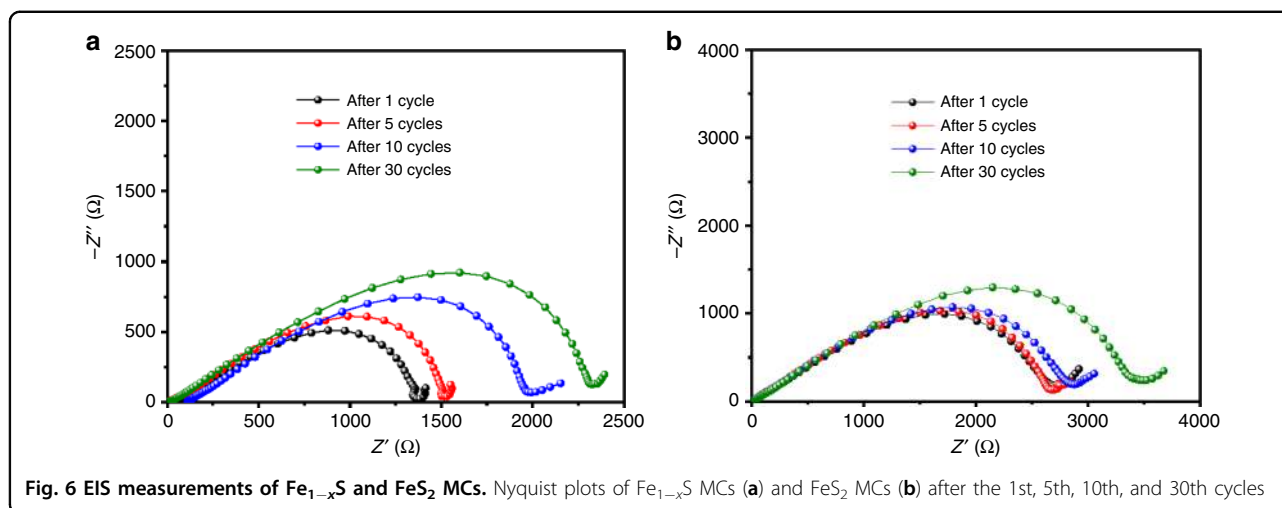 a
2500
2000
1500
1000
500
0
−Z″ (Ω)
After 1 cycle
After 5 cycles
After 10 cycles
After 30 cycles
0 500 1000 1500 2000 2500
Z′ (Ω)
b
4000
3000
2000
1000
0
−Z″ (Ω)
After 1 cycle
After 5 cycles
After 10 cycles
After 30 cycles
0 1000 2000 3000 4000
Z′ (Ω)
Fig. 6 EIS measurements of Fe₁₋ₓS and FeS₂ MCs. Nyquist plots of Fe₁₋ₓS MCs (a) and FeS₂ MCs (b) after the 1st, 5th, 10th, and 30th cycles